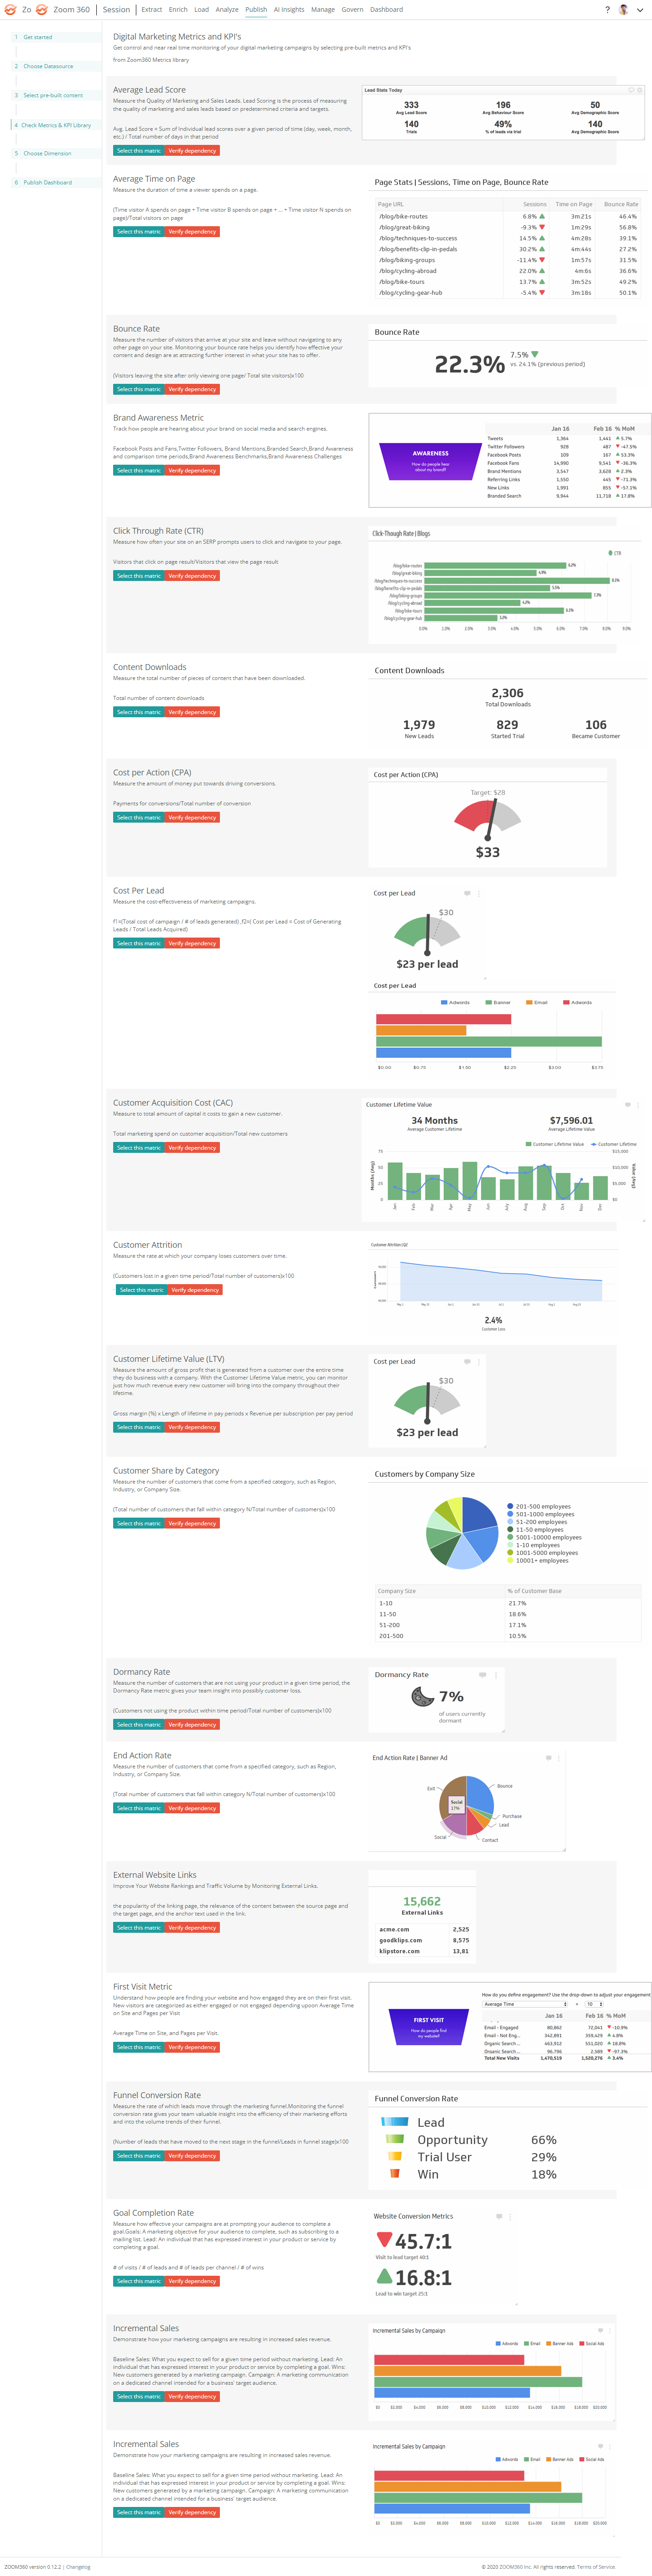 Zo Zoom 360 Session Extract Enrich Load Analyze Publish AI Insights Manage Govern Dashboard ?
1 Get started
2 Choose Datasource
3 Select pre-built content
4 Check Metrics & KPI Library
5 Choose Dimension
6 Publish Dashboard
Digital Marketing Metrics and KPI's
Get control and near real time monitoring of your digital marketing campaigns by selecting pre-built metrics and KPI's
from Zoom360 Metrics library
Average Lead Score
Measure the Quality of Marketing and Sales Leads. Lead Scoring is the process of measuring
the quality of marketing and sales leads based on predetermined criteria and targets.
Avg. Lead Score = Sum of Individual lead scores over a given period of time (day, week, month,
etc.) / Total number of days in that period
Select this matric Verify dependency
Lead Stats Today
333 196 50
Avg Lead Score Avg Behaviour Score Avg Demographic Score
140 49% 140
Trials % of leads via trial Avg Demographic Score
Average Time on Page
Measure the duration of time a viewer spends on a page.
(Time visitor A spends on page + Time visitor B spends on page + ... + Time visitor N spends on
page)/Total visitors on page
Select this matric Verify dependency
Page Stats | Sessions, Time on Page, Bounce Rate
Page URL Sessions Time on Page Bounce Rate
/blog/bike-routes 6.8% 3m:21s 46.4%
/blog/great-biking -9.3% 1m:29s 56.8%
/blog/techniques-to-success 14.5% 4m:28s 39.1%
/blog/benefits-clip-in-pedals 30.2% 4m:44s 27.2%
/blog/biking-groups -11.4% 1m:57s 31.5%
/blog/cycling-abroad 22.0% 4m:6s 36.6%
/blog/bike-tours 13.7% 3m:52s 49.2%
/blog/cycling-gear-hub -5.4% 3m:18s 50.1%
Bounce Rate
Measure the number of visitors that arrive at your site and leave without navigating to any
other page on your site. Monitoring your bounce rate helps you identify how effective your
content and design are at attracting further interest in what your site has to offer.
(Visitors leaving the site after only viewing one page/ Total site visitors)x100
Select this matric Verify dependency
Bounce Rate
22.3% 7.5%
vs. 24.1% (previous period)
Brand Awareness Metric
Track how people are hearing about your brand on social media and search engines.
Facebook Posts and Fans,Twitter Followers, Brand Mentions,Branded Search,Brand Awareness
and comparison time periods,Brand Awareness Benchmarks,Brand Awareness Challenges
Select this matric Verify dependency
AWARENESS
How do people hear
about my brand?
Jan 16 Feb 16 % MoM
Tweets 1,364 1,441 5.7%
Twitter Followers 928 487 -47.5%
Facebook Posts 109 167 53.3%
Facebook Fans 14,990 9,541 -36.3%
Brand Mentions 3,547 3,628 2.3%
Referring Links 1,550 445 -71.3%
New Links 1,991 855 -57.1%
Branded Search 9,944 11,718 17.8%
Click Through Rate (CTR)
Measure how often your site on an SERP prompts users to click and navigate to your page.
Visitors that click on page result/Visitors that view the page result
Select this matric Verify dependency
Click-Through Rate | Blogs
CTR
/blog/bike-routes 6.2%
/blog/great-biking 4.9%
/blog/techniques-to-success 8.1%
/blog/benefits-clip-in-pedals 5.5%
/blog/biking-groups 7.3%
/blog/cycling-abroad 4.2%
/blog/bike-tours 6.1%
/blog/cycling-gear-hub 3.2%
0.0% 1.0% 2.0% 3.0% 4.0% 5.0% 6.0% 7.0% 8.0% 9.0%
Content Downloads
Measure the total number of pieces of content that have been downloaded.
Total number of content downloads
Select this matric Verify dependency
Content Downloads
2,306
Total Downloads
1,979 829 106
New Leads Started Trial Became Customer
Cost per Action (CPA)
Measure the amount of money put towards driving conversions.
Payments for conversions/Total number of conversion
Select this matric Verify dependency
Cost per Action (CPA)
Target: $28
$33
Cost Per Lead
Measure the cost-effectiveness of marketing campaigns.
f1=(Total cost of campaign / # of leads generated) ,f2=( Cost per Lead = Cost of Generating
Leads / Total Leads Acquired)
Select this matric Verify dependency
Cost per Lead
$30
$23 per lead
Cost per Lead
Adwords Banner Email Adwords
$0.00 $0.75 $1.50 $2.25 $3.00 $3.75
Customer Acquisition Cost (CAC)
Measure to total amount of capital it costs to gain a new customer.
Total marketing spend on customer acquisition/Total new customers
Select this matric Verify dependency
Customer Lifetime Value
34 Months $7,596.01
Average Customer Lifetime Average Lifetime Value
Customer Lifetime Value Customer Lifetime
Months (Avg) 75 50 25 0
$15,000 $10,000 $5,000 $0 Value (Avg)
Jan Feb Mar Apr May Jun July Aug Sep Oct Nov Dec
Customer Attrition
Measure the rate at which your company loses customers over time.
(Customers lost in a given time period/Total number of customers)x100
Select this matric Verify dependency
Customer Attrition | Q2
2.4%
Customer Loss
Customer Lifetime Value (LTV)
Measure the amount of gross profit that is generated from a customer over the entire time
they do business with a company. With the Customer Lifetime Value metric, you can monitor
just how much revenue every new customer will bring into the company throughout their
lifetime.
Gross margin (%) x Length of lifetime in pay periods x Revenue per subscription per pay period
Select this matric Verify dependency
Cost per Lead
$30
$23 per lead
Customer Share by Category
Measure the number of customers that come from a specified category, such as Region,
Industry, or Company Size.
(Total number of customers that fall within category N/Total number of customers)x100
Select this matric Verify dependency
Customers by Company Size
201-500 employees
501-1000 employees
51-200 employees
11-50 employees
5001-10000 employees
1-10 employees
1001-5000 employees
10001+ employees
Company Size % of Customer Base
1-10 21.7%
11-50 18.6%
51-200 17.1%
201-500 10.5%
Dormancy Rate
Measure the number of customers that are not using your product in a given time period, the
Dormancy Rate metric gives your team insight into possibly customer loss.
(Customers not using the product within time period/Total number of customers)x100
Select this matric Verify dependency
Dormancy Rate
7%
of users currently
dormant
End Action Rate
Measure the number of customers that come from a specified category, such as Region,
Industry, or Company Size.
(Total number of customers that fall within category N/Total number of customers)x100
Select this matric Verify dependency
End Action Rate | Banner Ad
Exit Bounce
Social
17%
Purchase
Lead
Social Contact
External Website Links
Improve Your Website Rankings and Traffic Volume by Monitoring External Links.
the popularity of the linking page, the relevance of the content between the source page and
the target page, and the anchor text used in the link,
Select this matric Verify dependency
15,662
External Links
acme.com 2,525
goodklips.com 8,575
klipstore.com 13,81
First Visit Metric
Understand how people are finding your website and how engaged they are on their first visit.
New visitors are categorized as either engaged or not engaged depending upoon Average Time
on Site and Pages per Visit
Average Time on Site, and Pages per Visit.
Select this matric Verify dependency
FIRST VISIT
How do people find
my website?
How do you define engagement? Use the drop-down to adjust your engagement
Average Time 10
Jan 16 Feb 16 % MoM
Email - Engaged 80,862 72,041 -10.9%
Email - Not Eng... 342,891 359,429 4.8%
Organic Search ... 463,912 551,020 18.8%
Organic Search ... 96,796 2,589 -97.3%
Total New Visits 1,470,519 1,520,276 3.4%
Funnel Conversion Rate
Measure the rate of which leads move through the marketing funnel.Monitoring the funnel
conversion rate gives your team valuable insight into the efficiency of their marketing efforts
and into the volume trends of their funnel.
(Number of leads that have moved to the next stage in the funnel/Leads in funnel stage)x100
Select this matric Verify dependency
Funnel Conversion Rate
Lead
Opportunity 66%
Trial User 29%
Win 18%
Goal Completion Rate
Measure how effective your campaigns are at prompting your audience to complete a
goal.Goals: A marketing objective for your audience to complete, such as subscribing to a
mailing list. Lead: An individual that has expressed interest in your product or service by
completing a goal.
# of visits / # of leads and # of leads per channel / # of wins
Select this matric Verify dependency
Website Conversion Metrics
45.7:1
Visit to lead target 40:1
16.8:1
Lead to win target 25:1
Incremental Sales
Demonstrate how your marketing campaigns are resulting in increased sales revenue.
Baseline Sales: What you expect to sell for a given time period without marketing. Lead: An
individual that has expressed interest in your product or service by completing a goal. Wins:
New customers generated by a marketing campaign. Campaign: A marketing communication
on a dedicated channel intended for a business' target audience.
Select this matric Verify dependency
Incremental Sales by Campaign
Adwords Email Banner Ads Social Ads
$0 $2,000 $4,000 $6,000 $8,000 $10,000 $12,000 $14,000 $16,000 $18,000 $20,000
Incremental Sales
Demonstrate how your marketing campaigns are resulting in increased sales revenue.
Baseline Sales: What you expect to sell for a given time period without marketing. Lead: An
individual that has expressed interest in your product or service by completing a goal. Wins:
New customers generated by a marketing campaign. Campaign: A marketing communication
on a dedicated channel intended for a business' target audience.
Select this matric Verify dependency
Incremental Sales by Campaign
Adwords Email Banner Ads Social Ads
$0 $2,000 $4,000 $6,000 $8,000 $10,000 $12,000 $14,000 $16,000 $18,000 $20,000
ZOOM360 version 0.12.2 | Changelog © 2020 ZOOM360 Inc. All rights reserved. Terms of Service.